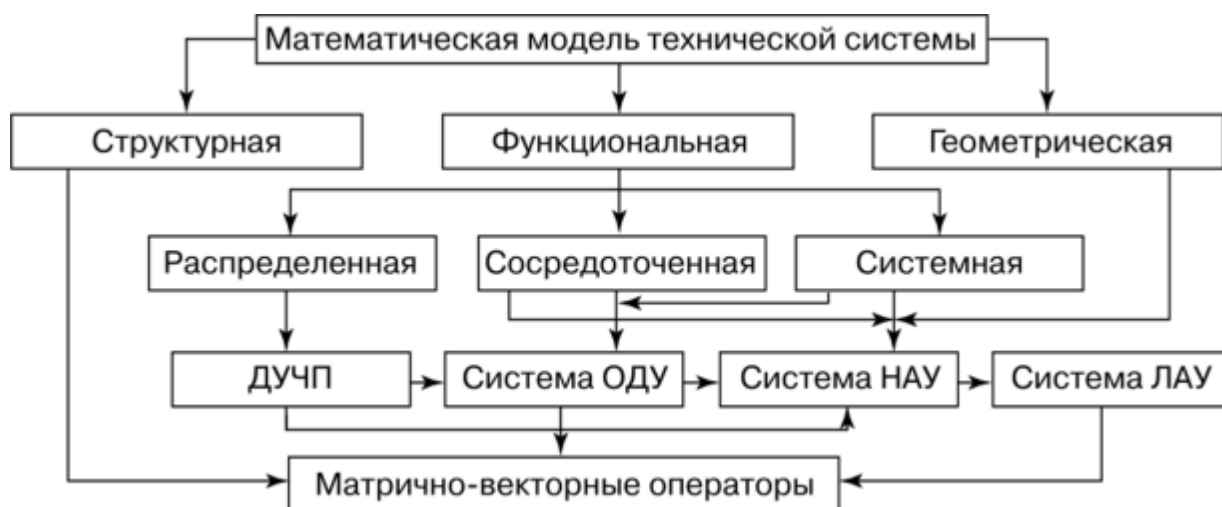 Математическая модель технической системы
Структурная
Функциональная
Геометрическая
Распределенная
Сосредоточенная
Системная
ДУЧП
Система ОДУ
Система НАУ
Система ЛАУ
Матрично-векторные операторы